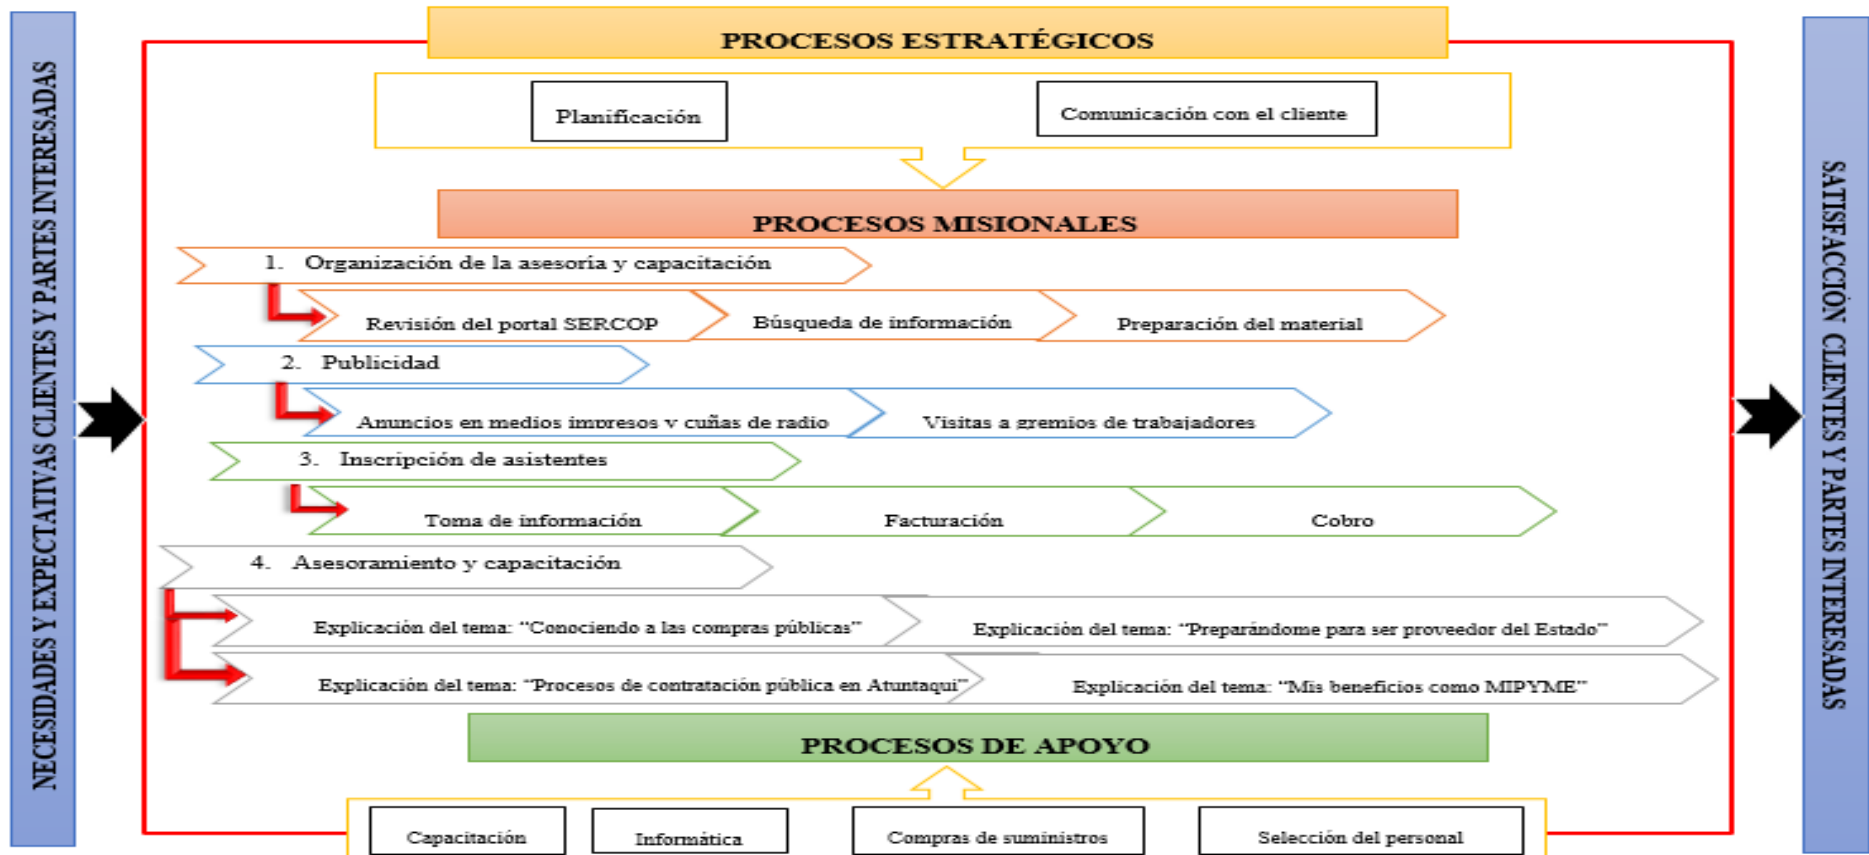 NECESIDADES Y EXPECTATIVAS CLIENTES Y PARTES INTERESADAS
PROCESOS ESTRATÉGICOS
Planificación
Comunicación con el cliente
PROCESOS MISIONALES
1. Organización de la asesoría y capacitación
Revisión del portal SERCOP
Búsqueda de información
Preparación del material
2. Publicidad
Anuncios en medios impresos y cuñas de radio
Visitas a gremios de trabajadores
3. Inscripción de asistentes
Toma de información
Facturación
Cobro
4. Asesoramiento y capacitación
Explicación del tema: “Conociendo a las compras públicas”
Explicación del tema: “Preparándome para ser proveedor del Estado”
Explicación del tema: “Procesos de contratación pública en Atuntaqui”
Explicación del tema: “Mis beneficios como MIPYME”
PROCESOS DE APOYO
Capacitación
Informática
Compras de suministros
Selección del personal
SATISFACCIÓN CLIENTES Y PARTES INTERESADAS